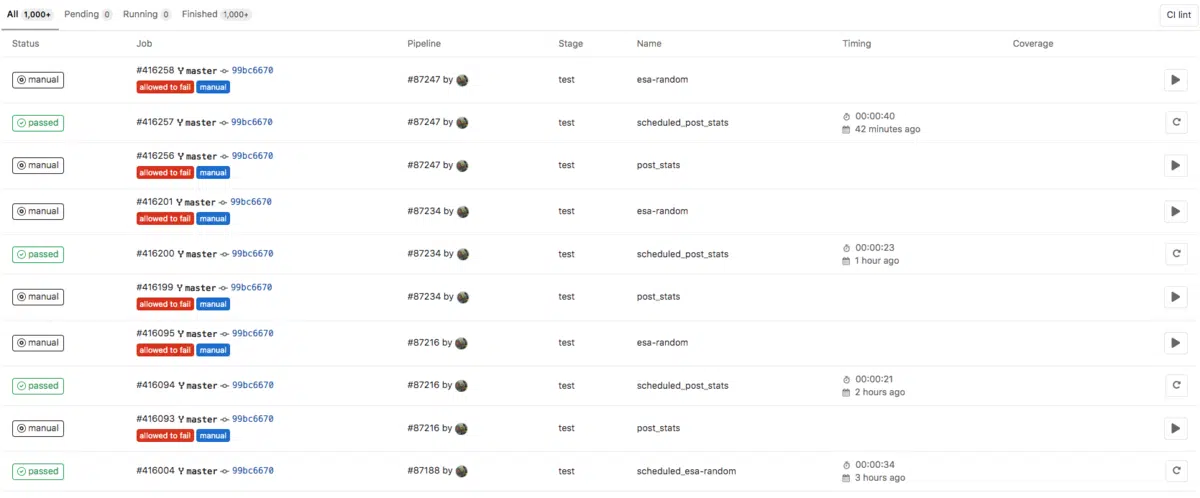 All 1,000+ Pending 0 Running 0 Finished 1,000+ CI lint
Status Job Pipeline Stage Name Timing Coverage
manual #416258 master 99bc6670 #87247 by test esa-random
allowed to fail manual
passed #416257 master 99bc6670 #87247 by test scheduled_post_stats 00:00:40
42 minutes ago
manual #416256 master 99bc6670 #87247 by test post_stats
allowed to fail manual
manual #416201 master 99bc6670 #87234 by test esa-random
allowed to fail manual
passed #416200 master 99bc6670 #87234 by test scheduled_post_stats 00:00:23
1 hour ago
manual #416199 master 99bc6670 #87234 by test post_stats
allowed to fail manual
manual #416095 master 99bc6670 #87216 by test esa-random
allowed to fail manual
passed #416094 master 99bc6670 #87216 by test scheduled_post_stats 00:00:21
2 hours ago
manual #416093 master 99bc6670 #87216 by test post_stats
allowed to fail manual
passed #416004 master 99bc6670 #87188 by test scheduled_esa-random 00:00:34
3 hours ago